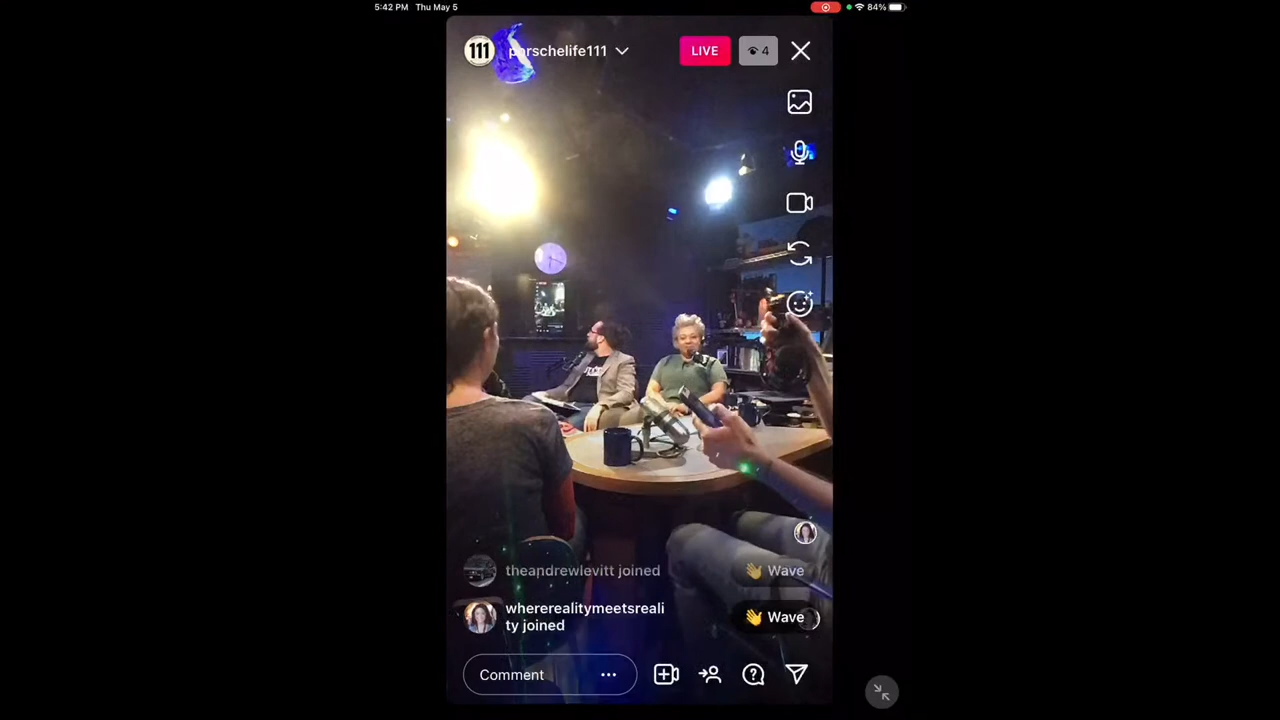 5:42 PM Thu May 5
84%
111
porschelife111
LIVE
4
theandrewlevitt joined
Wave
whererealitymeetsreali
ty joined
Wave
Comment